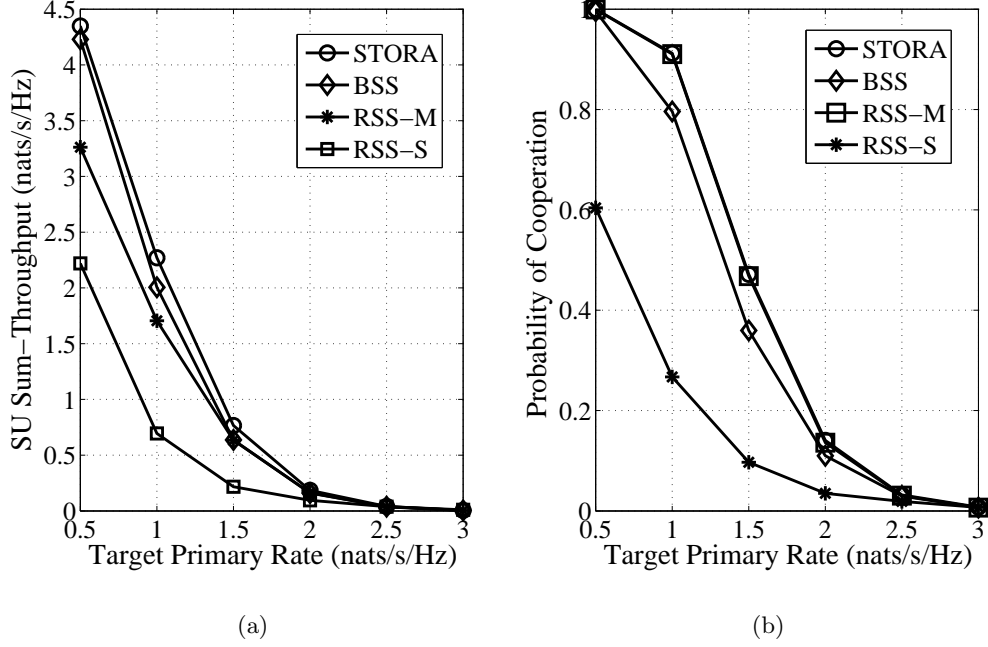 4.5
4
3.5
3
2.5
2
1.5
1
0.5
0
SU Sum−Throughput (nats/s/Hz)
STORA
BSS
RSS−M
RSS−S
0.5 1 1.5 2 2.5 3
Target Primary Rate (nats/s/Hz)
(a)
1
0.8
0.6
0.4
0.2
0
Probability of Cooperation
STORA
BSS
RSS−M
RSS−S
0.5 1 1.5 2 2.5 3
Target Primary Rate (nats/s/Hz)
(b)